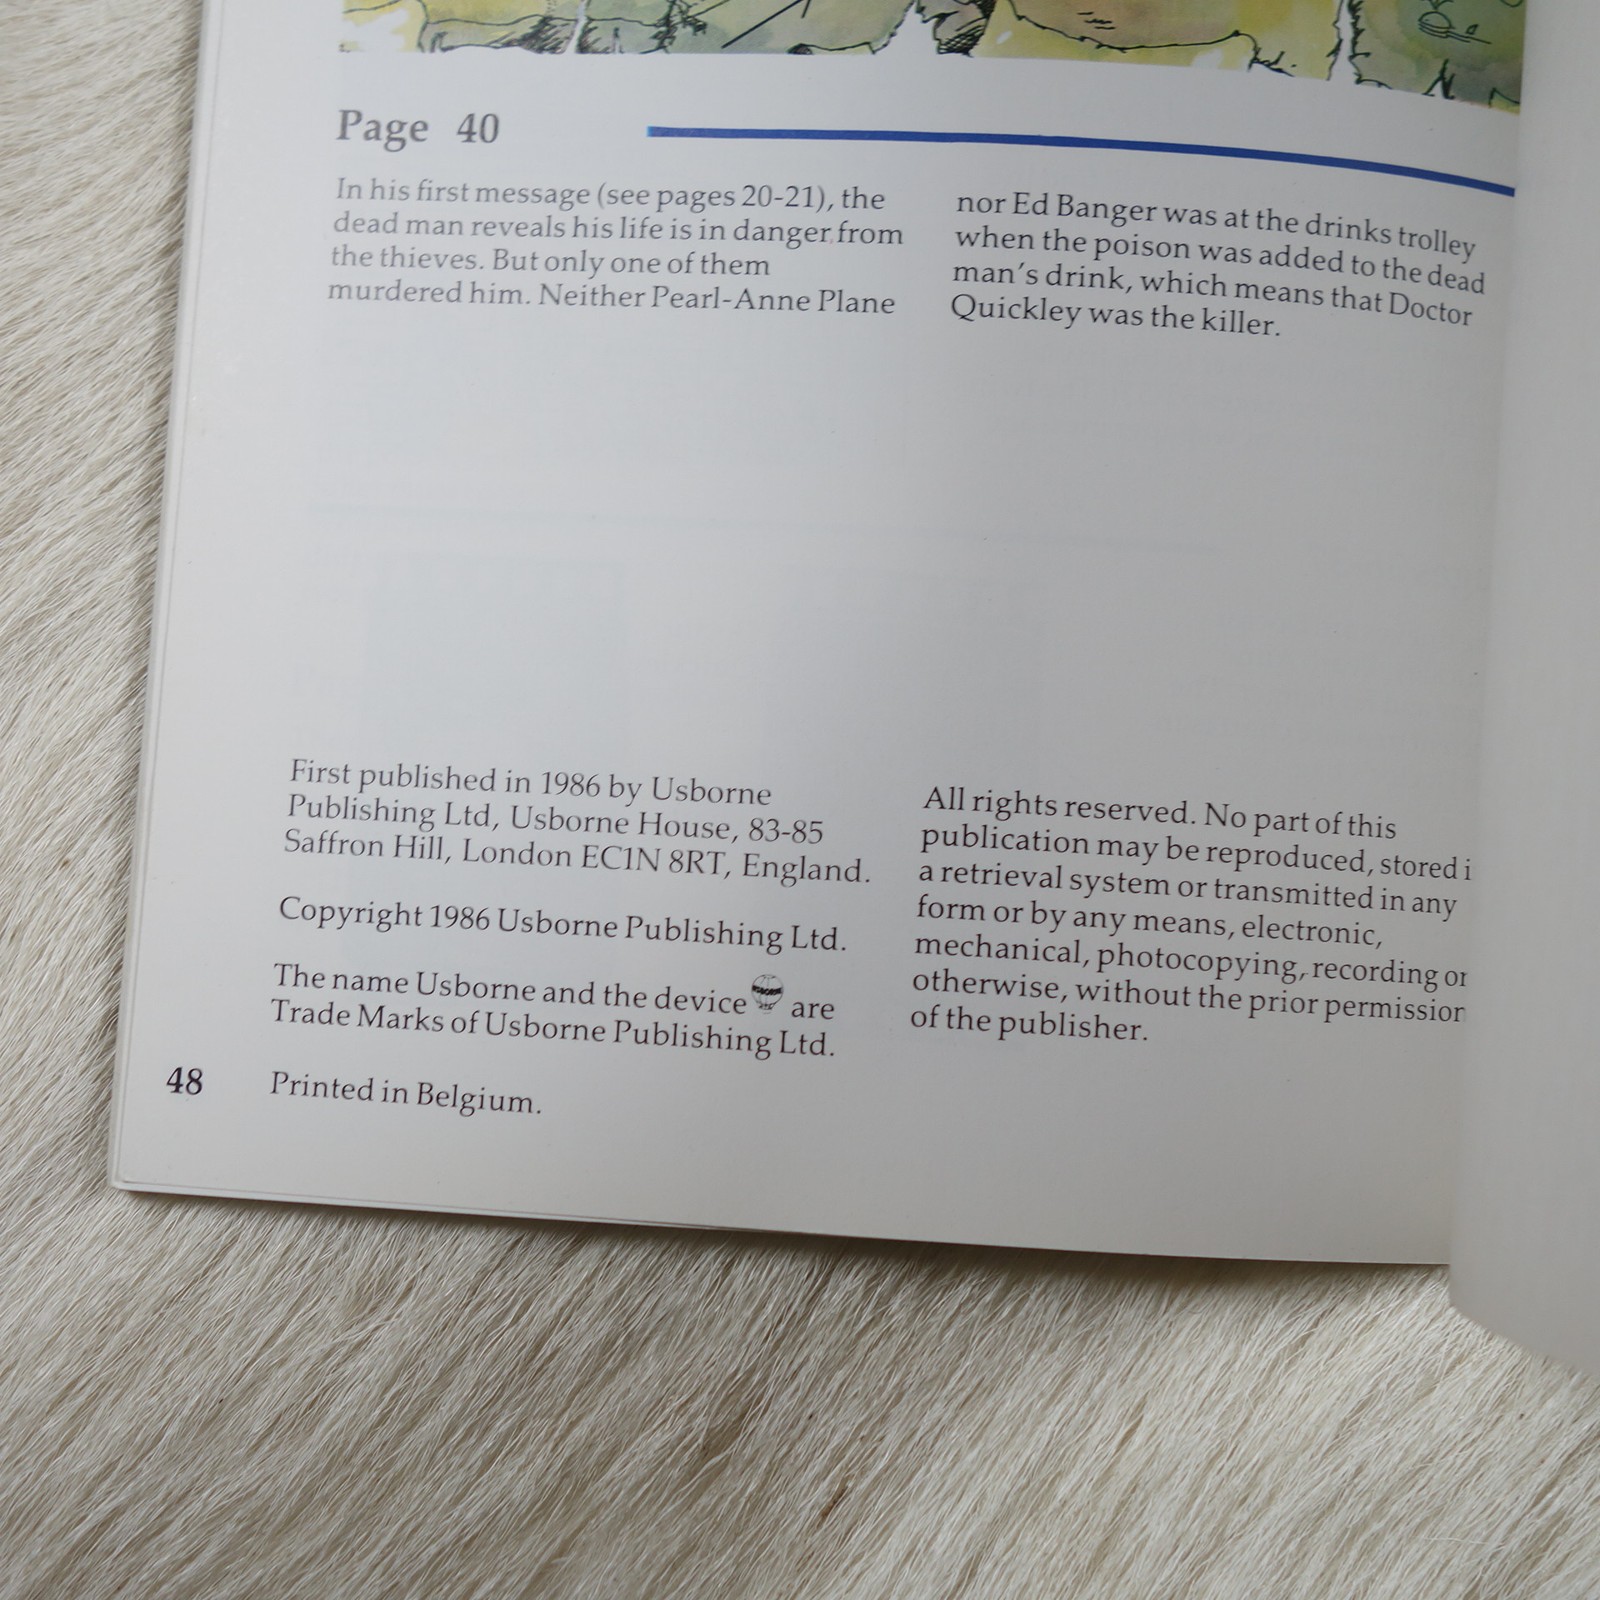 Page 40
In his first message (see pages 20-21), the
dead man reveals his life is in danger from
the thieves. But only one of them
murdered him. Neither Pearl-Anne Plane
nor Ed Banger was at the drinks trolley
when the poison was added to the dead
man's drink, which means that Doctor
Quickley was the killer.
First published in 1986 by Usborne
Publishing Ltd, Usborne House, 83-85
Saffron Hill, London EC1N 8RT, England.
Copyright 1986 Usborne Publishing Ltd.
The name Usborne and the device are
Trade Marks of Usborne Publishing Ltd.
Printed in Belgium.
All rights reserved. No part of this
publication may be reproduced, stored i
a retrieval system or transmitted in any
form or by any means, electronic,
mechanical, photocopying, recording or
otherwise, without the prior permission
of the publisher.
48